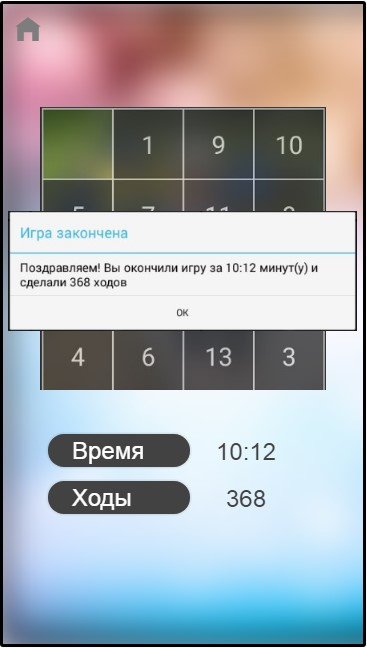 1 9 10
Игра закончена
Поздравляем! Вы окончили игру за 10:12 минут(у) и
сделали 368 ходов
ОК
4 6 13 3
Время 10:12
Ходы 368